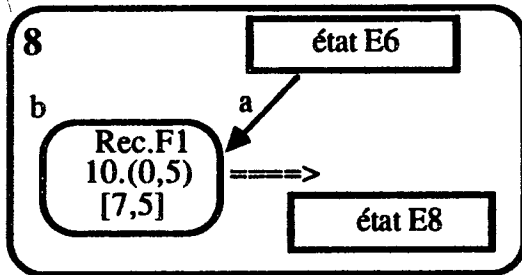 8
état E6
a
b
Rec.F1
10.(0,5)
[7,5]
====>
état E8